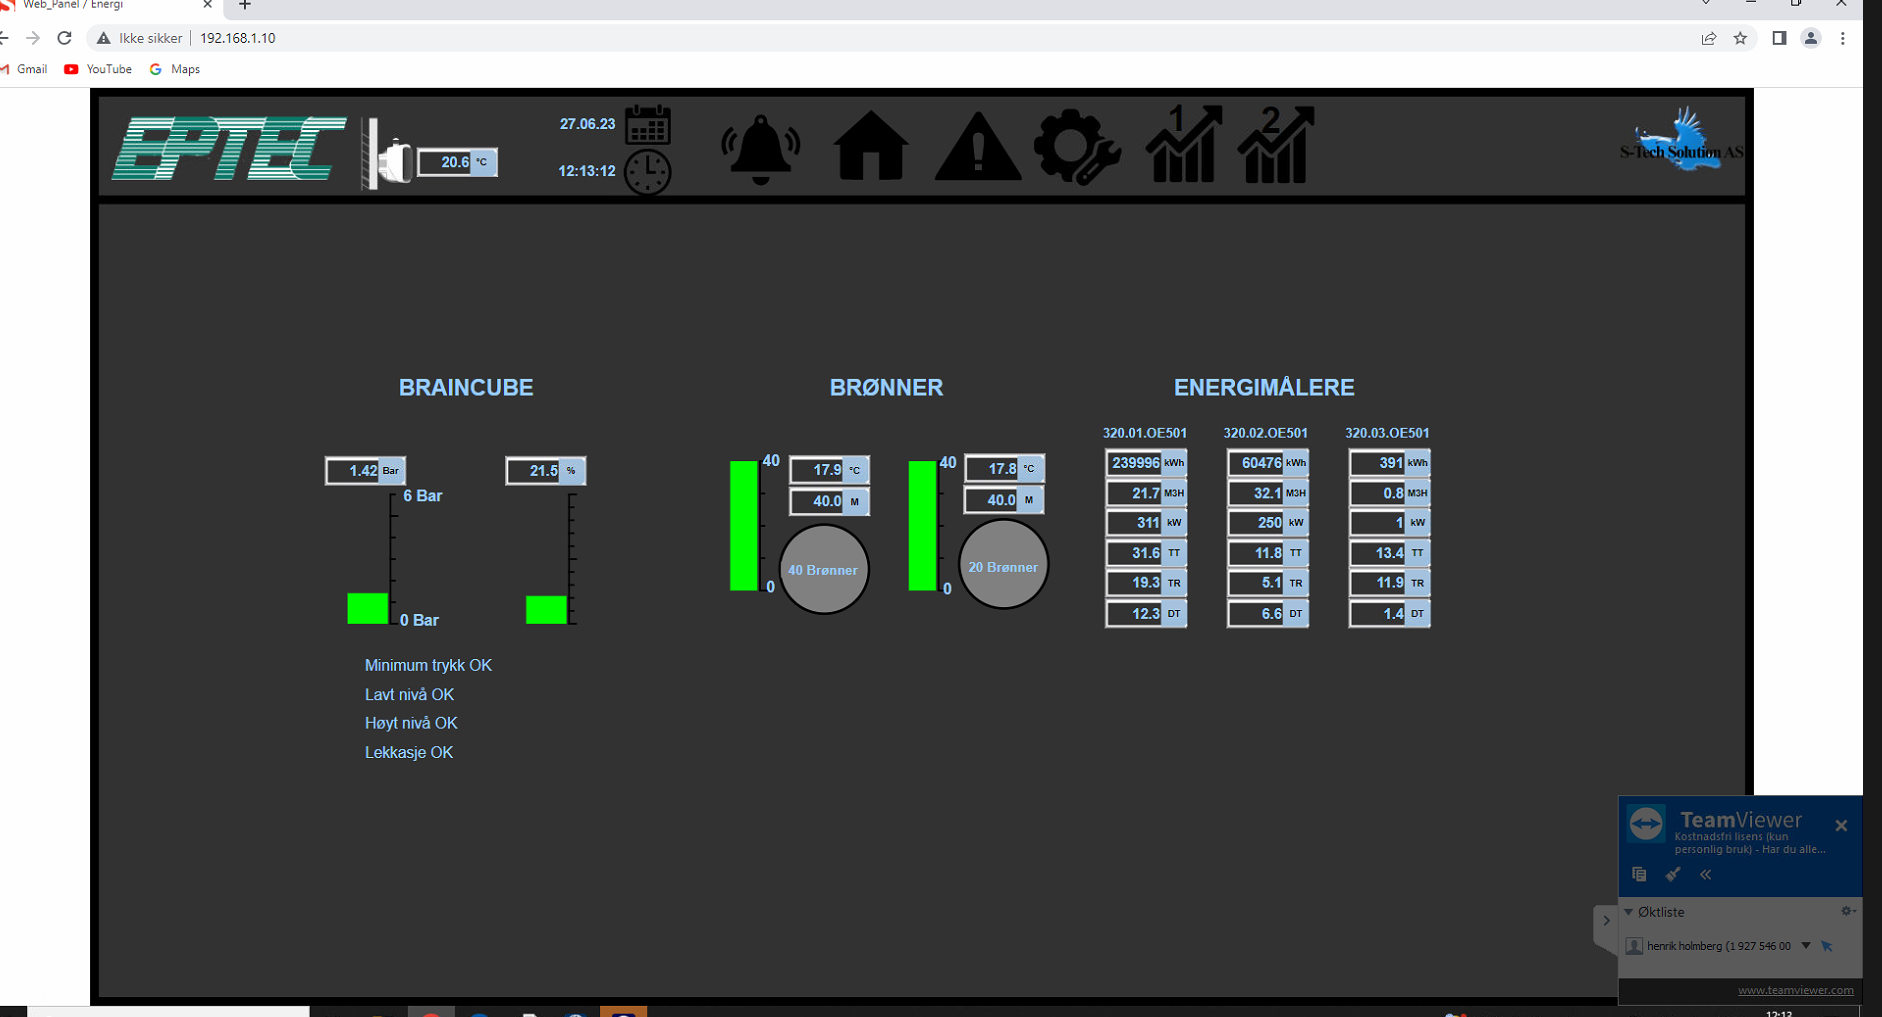 Web_Panel / Energi
Ikke sikker
192.168.1.10
Gmail
YouTube
Maps
EPTEC
20.6 °C
27.06.23
12:13:12
1
2
S-Tech Solution AS
BRAINCUBE
BRØNNER
ENERGIMÅLERE
1.42 Bar
21.5 %
6 Bar
0 Bar
Minimum trykk OK
Lavt nivå OK
Høyt nivå OK
Lekkasje OK
40
0
17.9 °C
40.0 M
40 Brønner
40
0
17.8 °C
40.0 M
20 Brønner
320.01.OE501
320.02.OE501
320.03.OE501
239996 kWh
60476 kWh
391 kWh
21.7 M3H
32.1 M3H
0.8 M3H
311 kW
250 kW
1 kW
31.6 TT
11.8 TT
13.4 TT
19.3 TR
5.1 TR
11.9 TR
12.3 DT
6.6 DT
1.4 DT
TeamViewer
Kostnadsfri lisens (kun
personlig bruk) - Har du alle...
Øktliste
henrik holmberg (1 927 546 00
www.teamviewer.com
12:13